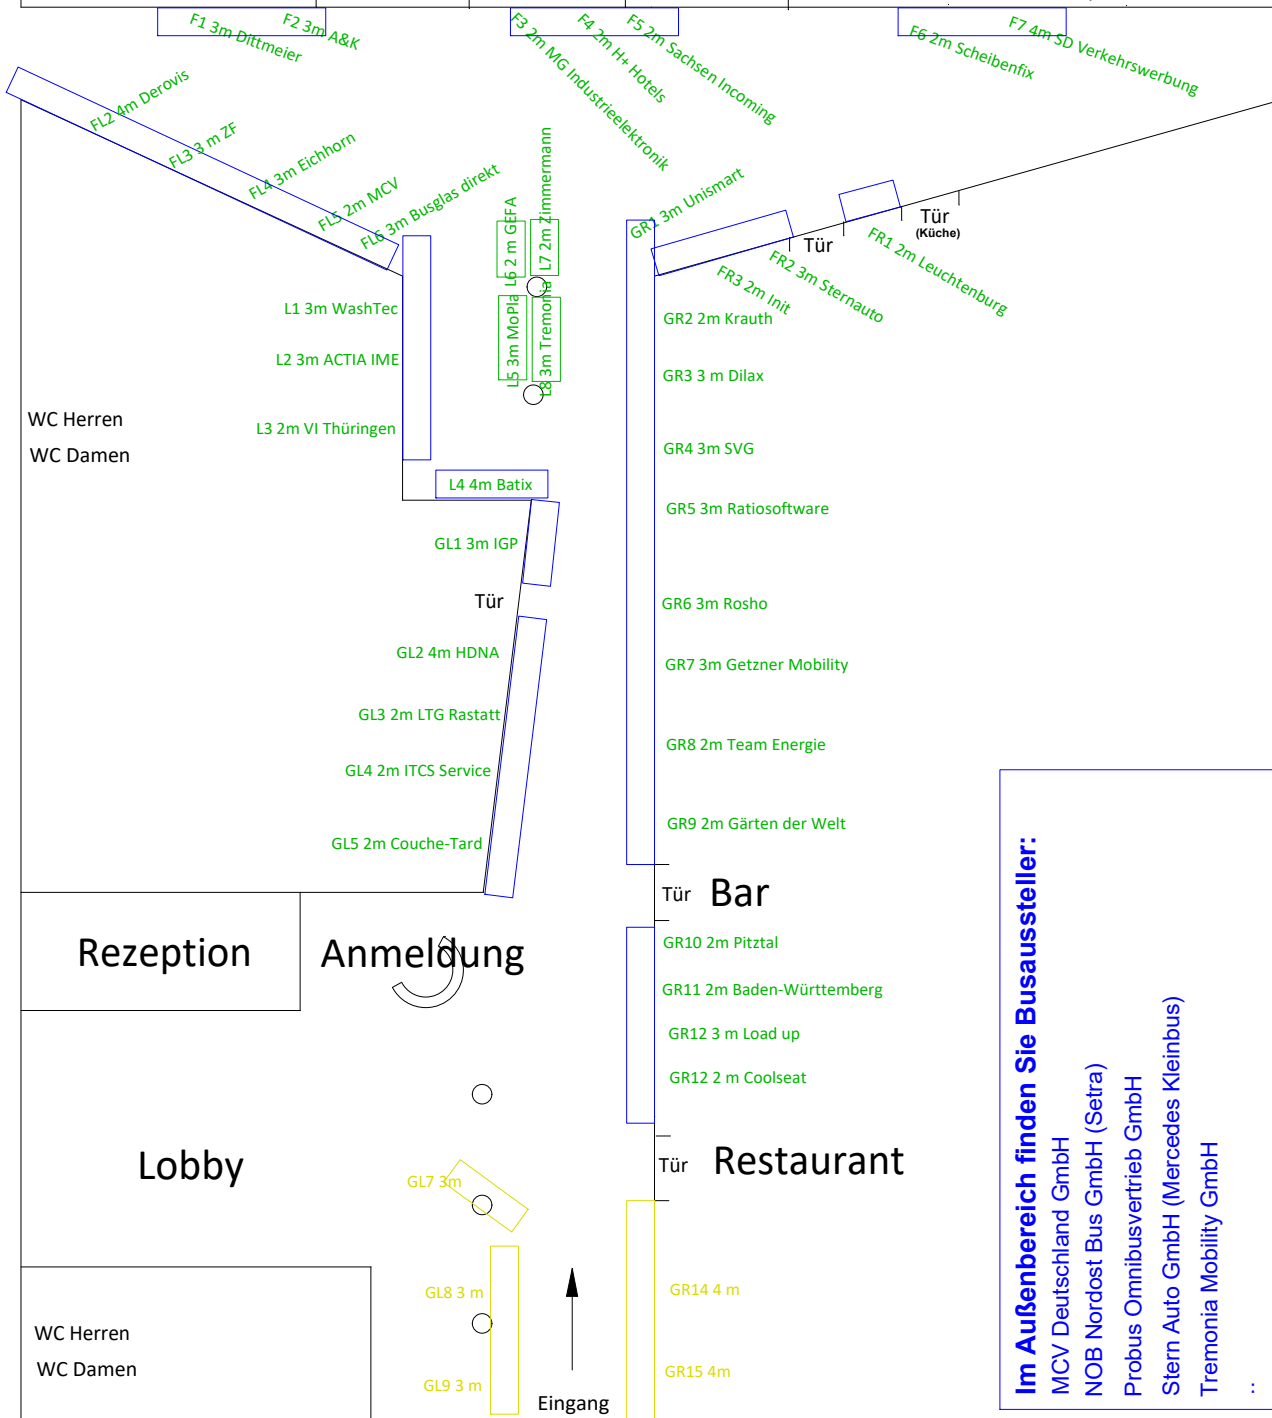 F1 3m Dittmeier
F2 3m A&K
F3 2m MG Industrieelektronik
F4 2m H+ Hotels
F5 2m Sachsen Incoming
F6 2m Scheibenfix
F7 4m SD Verkehrswerbung
FL2 4m Derovis
FL3 3 m ZF
FL4 3m Eichhorn
FL5 2m MCV
FL6 3m Busglas direkt
L6 2 m GEFA
L7 2m Zimmermann
L5 3m MoPla
L8 3m Tremonia
GR1 3m Unismart
FR3 2m Init
FR2 3m Sternauto
FR1 2m Leuchtenburg
Tür
Tür
(Küche)
L1 3m WashTec
L2 3m ACTIA IME
L3 2m VI Thüringen
L4 4m Batix
WC Herren
WC Damen
GR2 2m Krauth
GR3 3 m Dilax
GR4 3m SVG
GR5 3m Ratiosoftware
GR6 3m Rosho
GR7 3m Getzner Mobility
GR8 2m Team Energie
GR9 2m Gärten der Welt
GL1 3m IGP
Tür
GL2 4m HDNA
GL3 2m LTG Rastatt
GL4 2m ITCS Service
GL5 2m Couche-Tard
Tür
Bar
Rezeption
Anmeldung
GR10 2m Pitztal
GR11 2m Baden-Württemberg
GR12 3 m Load up
GR12 2 m Coolseat
Lobby
Tür
Restaurant
GL7 3m
GL8 3 m
GL9 3 m
GR14 4 m
GR15 4m
WC Herren
WC Damen
Eingang
Im Außenbereich finden Sie Busaussteller:
MCV Deutschland GmbH
NOB Nordost Bus GmbH (Setra)
Probus Omnibusvertrieb GmbH
Stern Auto GmbH (Mercedes Kleinbus)
Tremonia Mobility GmbH
..